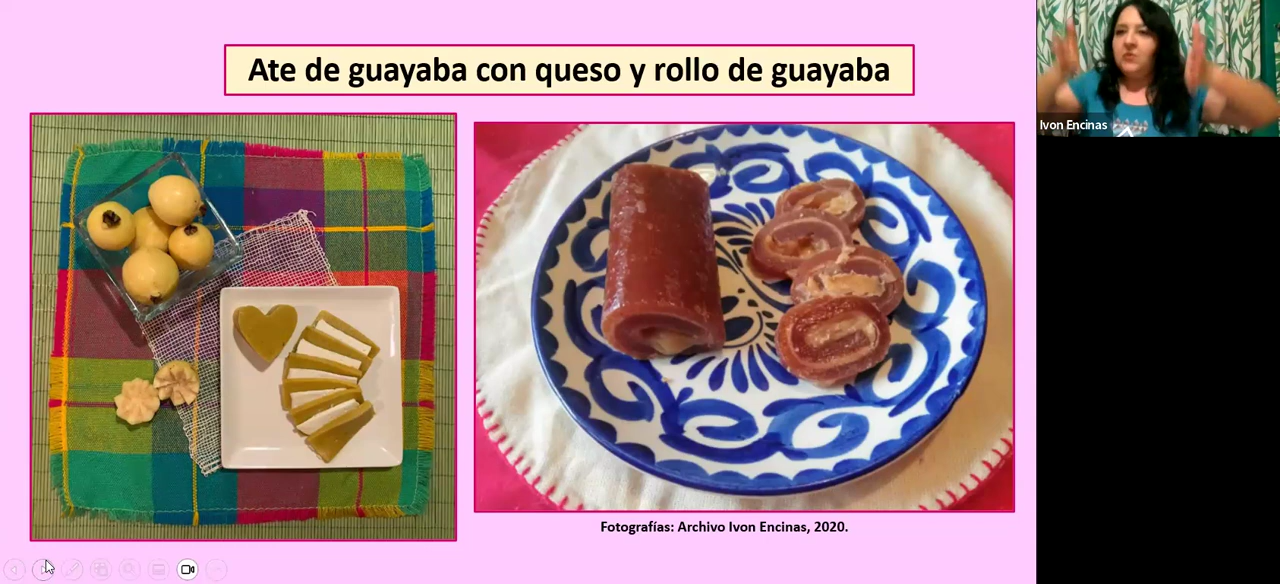 Ate de guayaba con queso y rollo de guayaba
Ivon Encinas
Fotografías: Archivo Ivon Encinas, 2020.